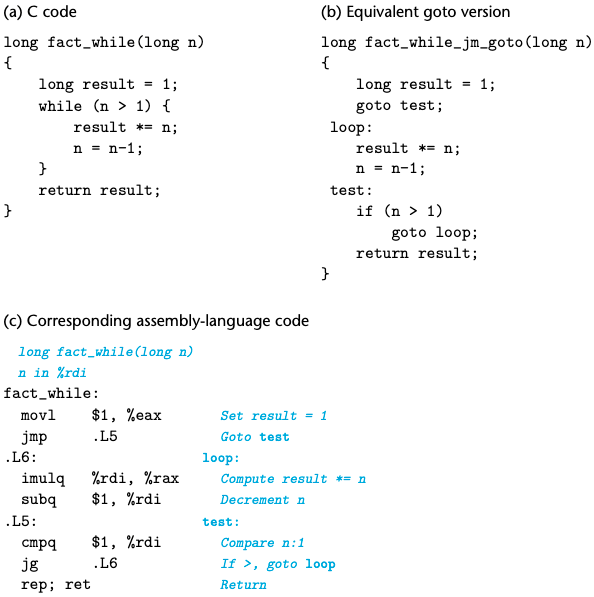 (a) C code
long fact_while(long n)
{
    long result = 1;
    while (n > 1) {
        result *= n;
        n = n-1;
    }
    return result;
}
(b) Equivalent goto version
long fact_while_jm_goto(long n)
{
    long result = 1;
    goto test;
 loop:
    result *= n;
    n = n-1;
 test:
    if (n > 1)
        goto loop;
    return result;
}
(c) Corresponding assembly-language code
long fact_while(long n)
n in %rdi
fact_while:
  movl    $1, %eax    Set result = 1
  jmp     .L5    Goto test
.L6:    loop:
  imulq   %rdi, %rax    Compute result *= n
  subq    $1, %rdi    Decrement n
.L5:    test:
  cmpq    $1, %rdi    Compare n:1
  jg      .L6    If >, goto loop
  rep; ret    Return